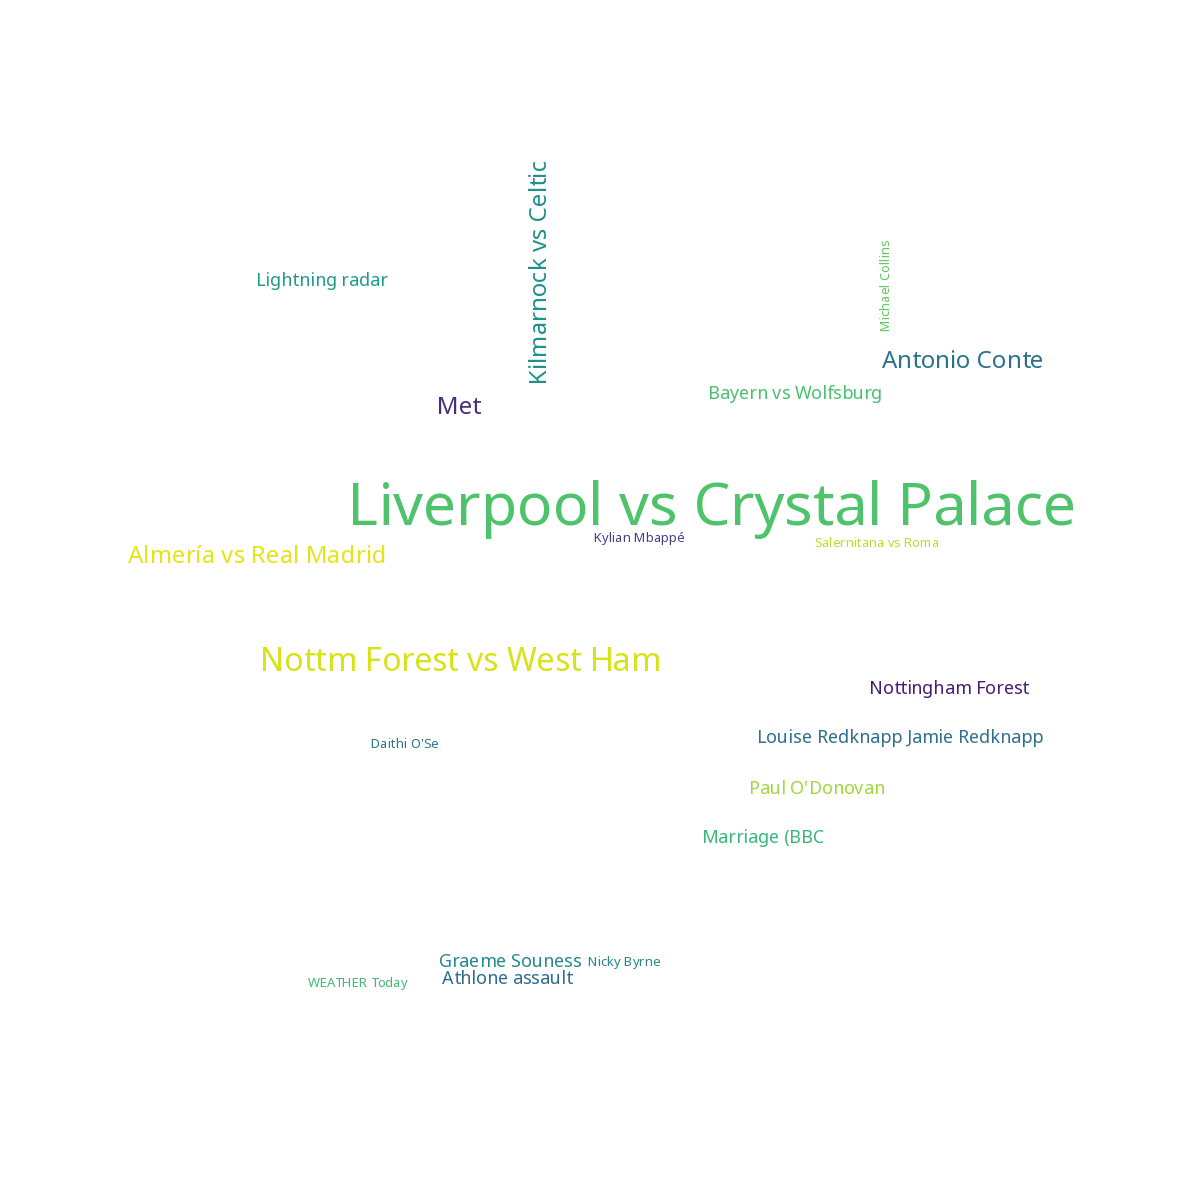 Kilmarnock vs Celtic
Michael Collins
Lightning radar
Antonio Conte
Bayern vs Wolfsburg
Met
Liverpool vs Crystal Palace
Kylian Mbappé
Salernitana vs Roma
Almería vs Real Madrid
Nottm Forest vs West Ham
Nottingham Forest
Louise Redknapp Jamie Redknapp
Daithi O'Se
Paul O'Donovan
Marriage (BBC
Graeme Souness
Nicky Byrne
Athlone assault
WEATHER Today